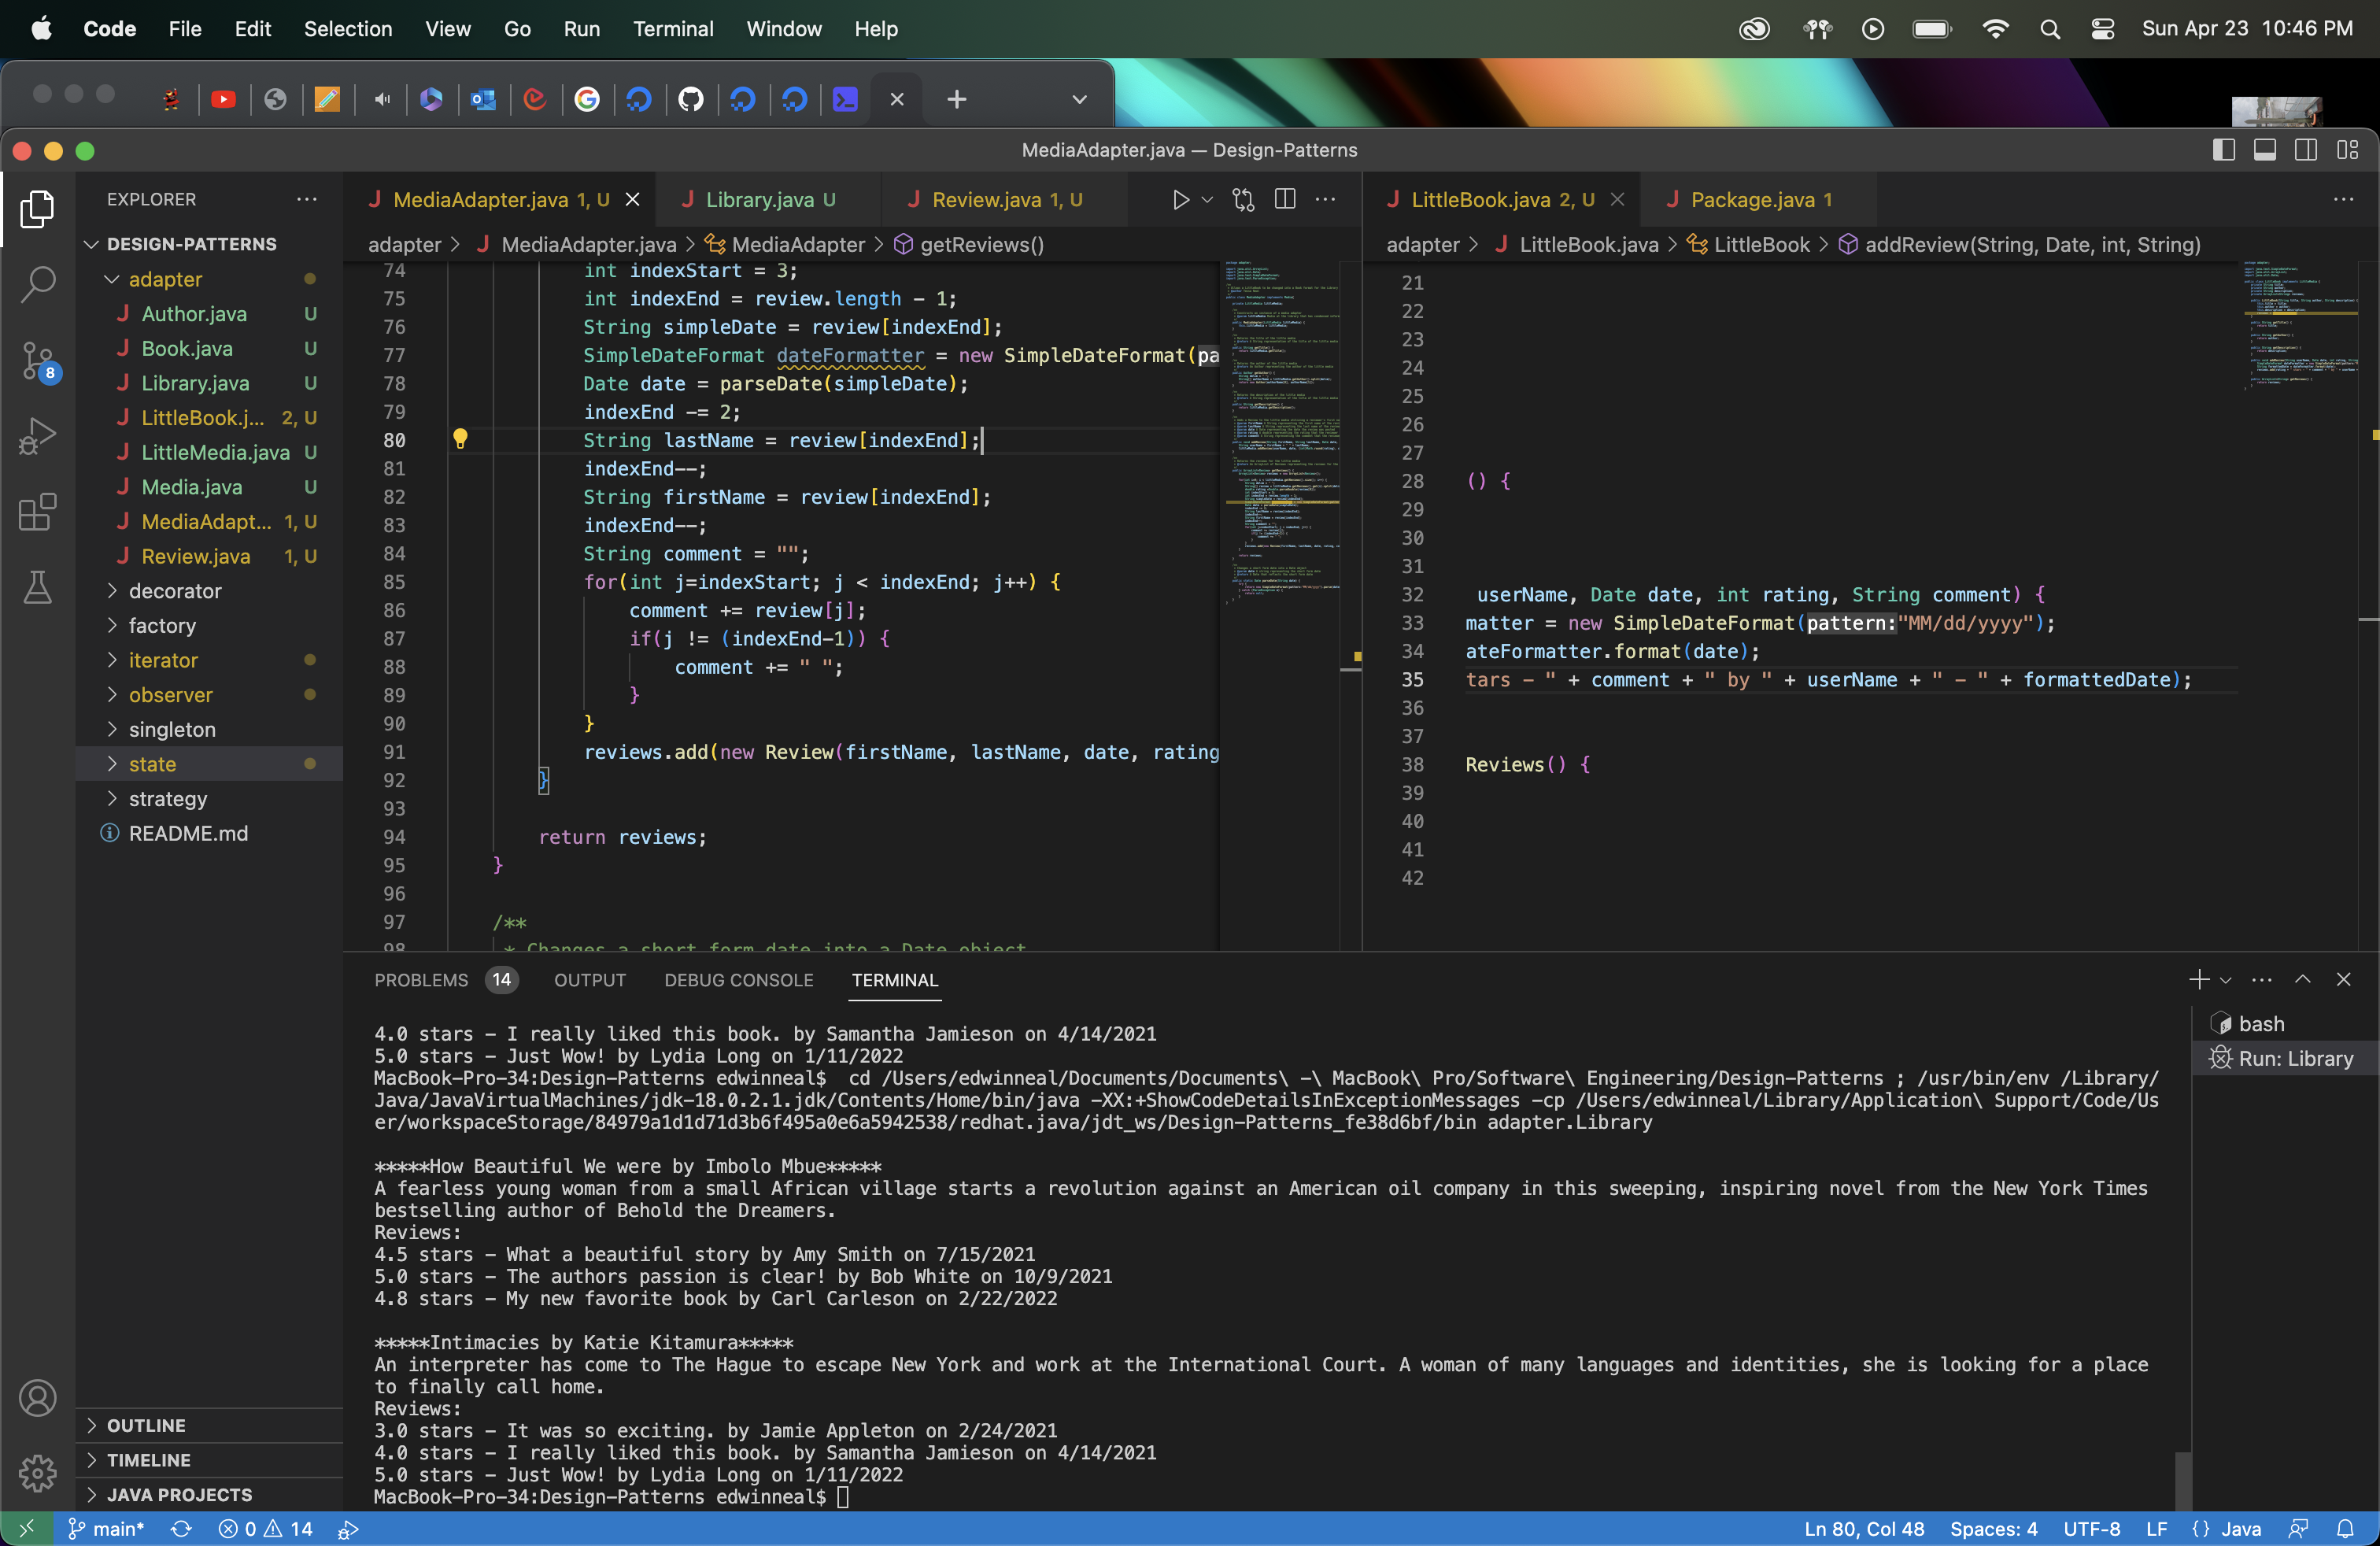 Code File Edit Selection View Go Run Terminal Window Help Sun Apr 23 10:46 PM
MediaAdapter.java — Design-Patterns
EXPLORER
DESIGN-PATTERNS
adapter
Author.java U
Book.java U
Library.java U
LittleBook.j... 2, U
LittleMedia.java U
Media.java U
MediaAdapt... 1, U
Review.java 1, U
decorator
factory
iterator
observer
singleton
state
strategy
README.md
8
OUTLINE
TIMELINE
JAVA PROJECTS
MediaAdapter.java 1, U Library.java U Review.java 1, U
adapter > MediaAdapter.java > MediaAdapter > getReviews()
74 int indexStart = 3;
75 int indexEnd = review.length - 1;
76 String simpleDate = review[indexEnd];
77 SimpleDateFormat dateFormatter = new SimpleDateFormat(pa
78 Date date = parseDate(simpleDate);
79 indexEnd -= 2;
80 String lastName = review[indexEnd];
81 indexEnd--;
82 String firstName = review[indexEnd];
83 indexEnd--;
84 String comment = "";
85 for(int j=indexStart; j < indexEnd; j++) {
86 comment += review[j];
87 if(j != (indexEnd-1)) {
88 comment += " ";
89 }
90 }
91 reviews.add(new Review(firstName, lastName, date, rating
92 }
93
94 return reviews;
95 }
96
97 /**
98 * Changes a short form date into a Date object
LittleBook.java 2, U Package.java 1
adapter > LittleBook.java > LittleBook > addReview(String, Date, int, String)
21
22
23
24
25
26
27
28 () {
29
30
31
32 userName, Date date, int rating, String comment) {
33 matter = new SimpleDateFormat(pattern:"MM/dd/yyyy");
34 ateFormatter.format(date);
35 tars - " + comment + " by " + userName + " - " + formattedDate);
36
37
38 Reviews() {
39
40
41
42
PROBLEMS 14 OUTPUT DEBUG CONSOLE TERMINAL
4.0 stars - I really liked this book. by Samantha Jamieson on 4/14/2021
5.0 stars - Just Wow! by Lydia Long on 1/11/2022
MacBook-Pro-34:Design-Patterns edwinneal$  cd /Users/edwinneal/Documents/Documents\ -\ MacBook\ Pro/Software\ Engineering/Design-Patterns ; /usr/bin/env /Library/
Java/JavaVirtualMachines/jdk-18.0.2.1.jdk/Contents/Home/bin/java -XX:+ShowCodeDetailsInExceptionMessages -cp /Users/edwinneal/Library/Application\ Support/Code/Us
er/workspaceStorage/84979a1d1d71d3b6f495a0e6a5942538/redhat.java/jdt_ws/Design-Patterns_fe38d6bf/bin adapter.Library
*****How Beautiful We were by Imbolo Mbue*****
A fearless young woman from a small African village starts a revolution against an American oil company in this sweeping, inspiring novel from the New York Times
bestselling author of Behold the Dreamers.
Reviews:
4.5 stars - What a beautiful story by Amy Smith on 7/15/2021
5.0 stars - The authors passion is clear! by Bob White on 10/9/2021
4.8 stars - My new favorite book by Carl Carleson on 2/22/2022
*****Intimacies by Katie Kitamura*****
An interpreter has come to The Hague to escape New York and work at the International Court. A woman of many languages and identities, she is looking for a place
to finally call home.
Reviews:
3.0 stars - It was so exciting. by Jamie Appleton on 2/24/2021
4.0 stars - I really liked this book. by Samantha Jamieson on 4/14/2021
5.0 stars - Just Wow! by Lydia Long on 1/11/2022
MacBook-Pro-34:Design-Patterns edwinneal$
bash
Run: Library
main* 0 14 Ln 80, Col 48 Spaces: 4 UTF-8 LF {} Java